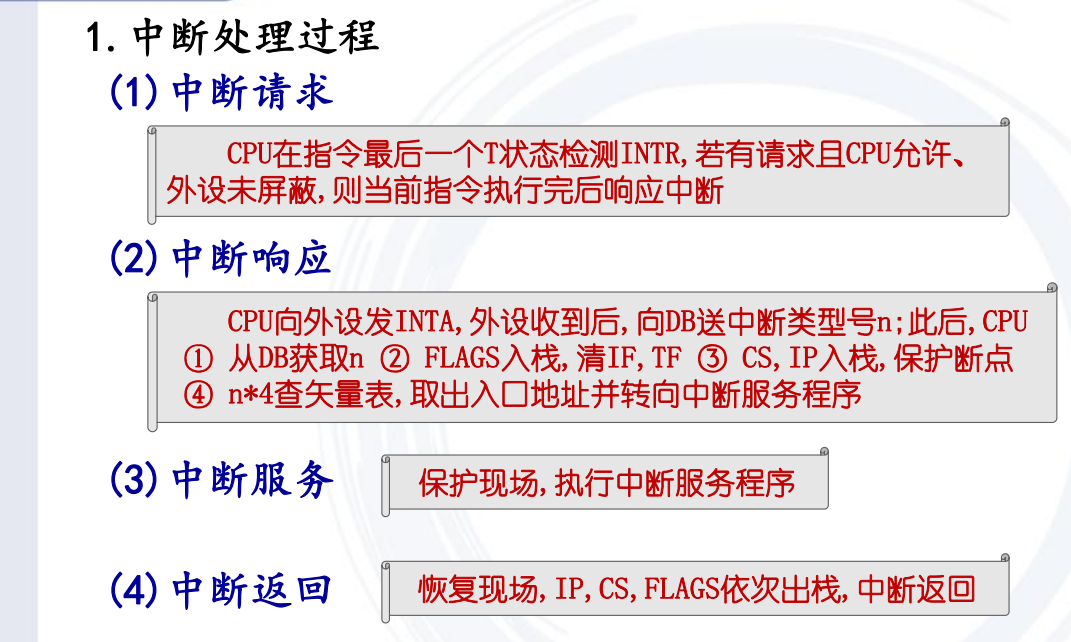 1.中断处理过程
(1)中断请求
CPU在指令最后一个T状态检测INTR,若有请求且CPU允许、
外设未屏蔽,则当前指令执行完后响应中断
(2)中断响应
CPU向外设发INTA,外设收到后,向DB送中断类型号n;此后,CPU
① 从DB获取n ② FLAGS入栈,清IF,TF ③ CS,IP入栈,保护断点
④ n*4查矢量表,取出入口地址并转向中断服务程序
(3)中断服务
保护现场,执行中断服务程序
(4)中断返回
恢复现场,IP,CS,FLAGS依次出栈,中断返回